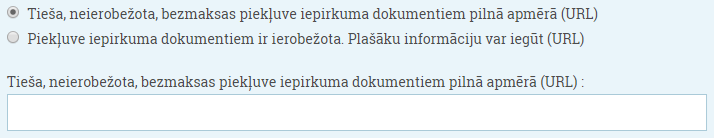 Tieša, neierobežota, bezmaksas piekļuve iepirkuma dokumentiem pilnā apmērā (URL)
Piekļuve iepirkuma dokumentiem ir ierobežota. Plašāku informāciju var iegūt (URL)
Tieša, neierobežota, bezmaksas piekļuve iepirkuma dokumentiem pilnā apmērā (URL) :